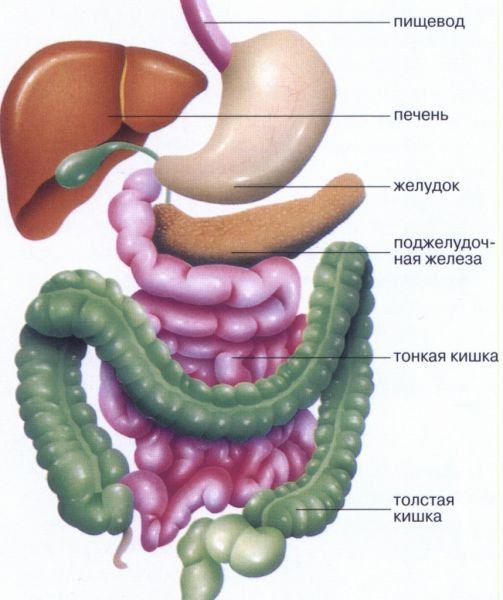 пищевод
печень
желудок
поджелудоч-
ная железа
тонкая кишка
толстая
кишка